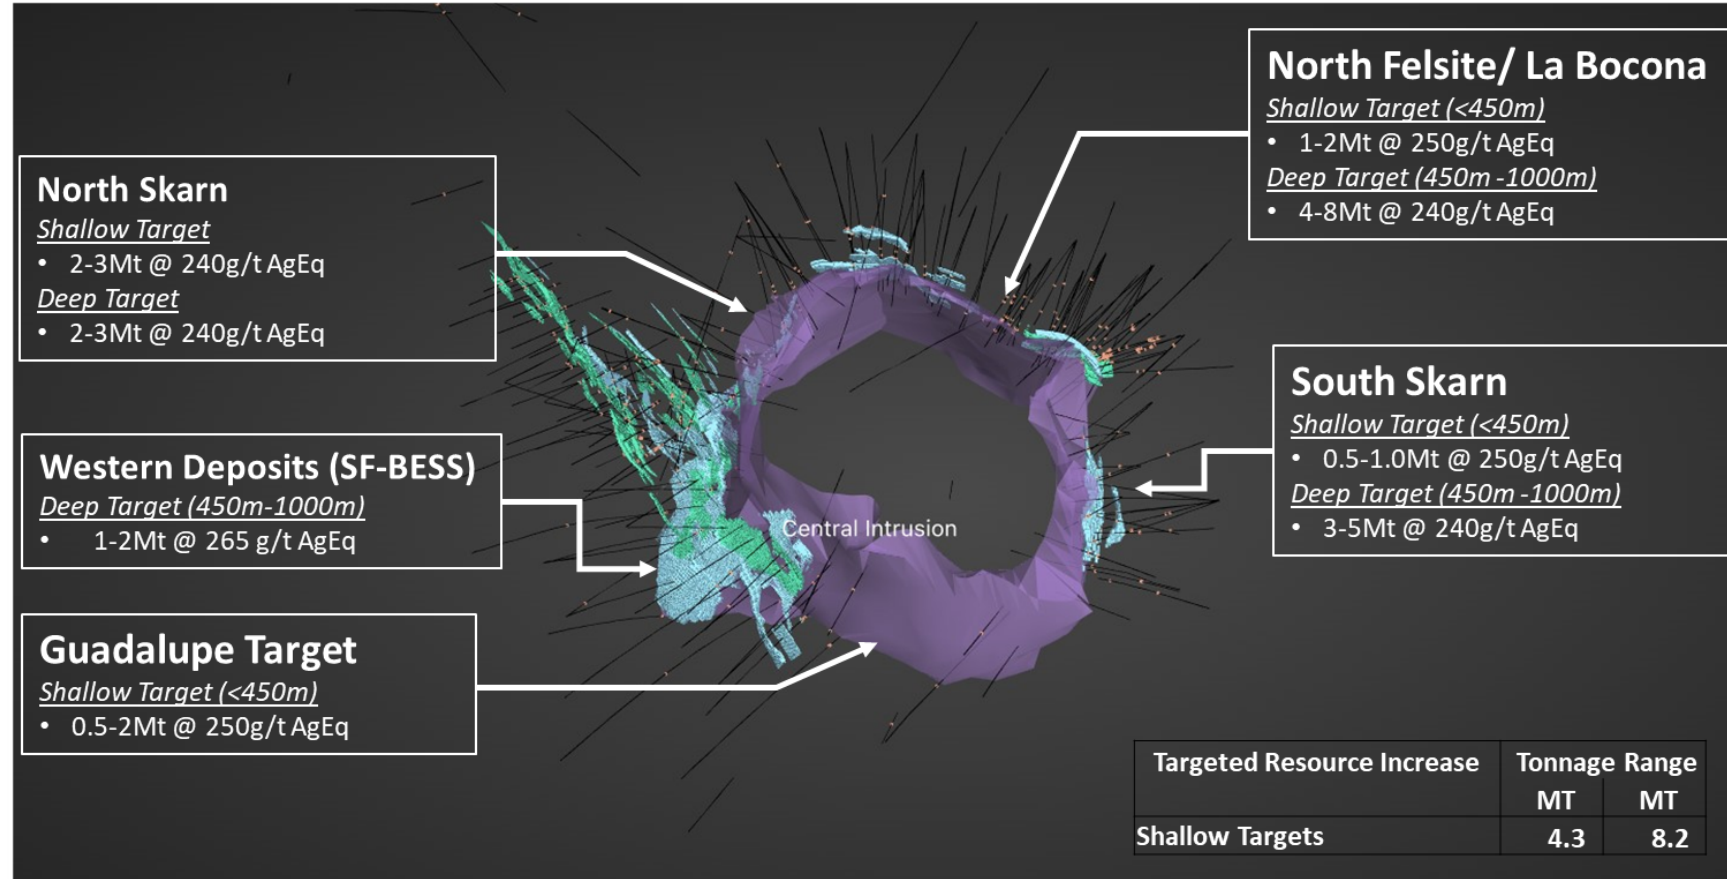 North Felsite/ La Bocona
Shallow Target (<450m)
• 1-2Mt @ 250g/t AgEq
Deep Target (450m -1000m)
• 4-8Mt @ 240g/t AgEq
North Skarn
Shallow Target
• 2-3Mt @ 240g/t AgEq
Deep Target
• 2-3Mt @ 240g/t AgEq
South Skarn
Shallow Target (<450m)
• 0.5-1.0Mt @ 250g/t AgEq
Deep Target (450m -1000m)
• 3-5Mt @ 240g/t AgEq
Western Deposits (SF-BESS)
Deep Target (450m-1000m)
• 1-2Mt @ 265 g/t AgEq
Central Intrusion
Guadalupe Target
Shallow Target (<450m)
• 0.5-2Mt @ 250g/t AgEq
Targeted Resource Increase Tonnage Range
MT MT
Shallow Targets 4.3 8.2